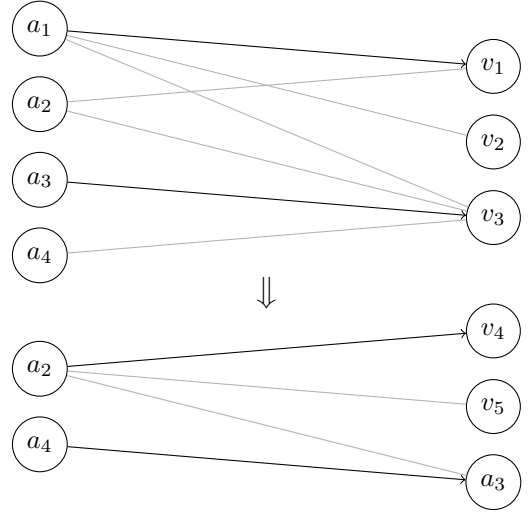 a₁
v₁
a₂
v₂
a₃
v₃
a₄
⇓
v₄
a₂
v₅
a₄
a₃